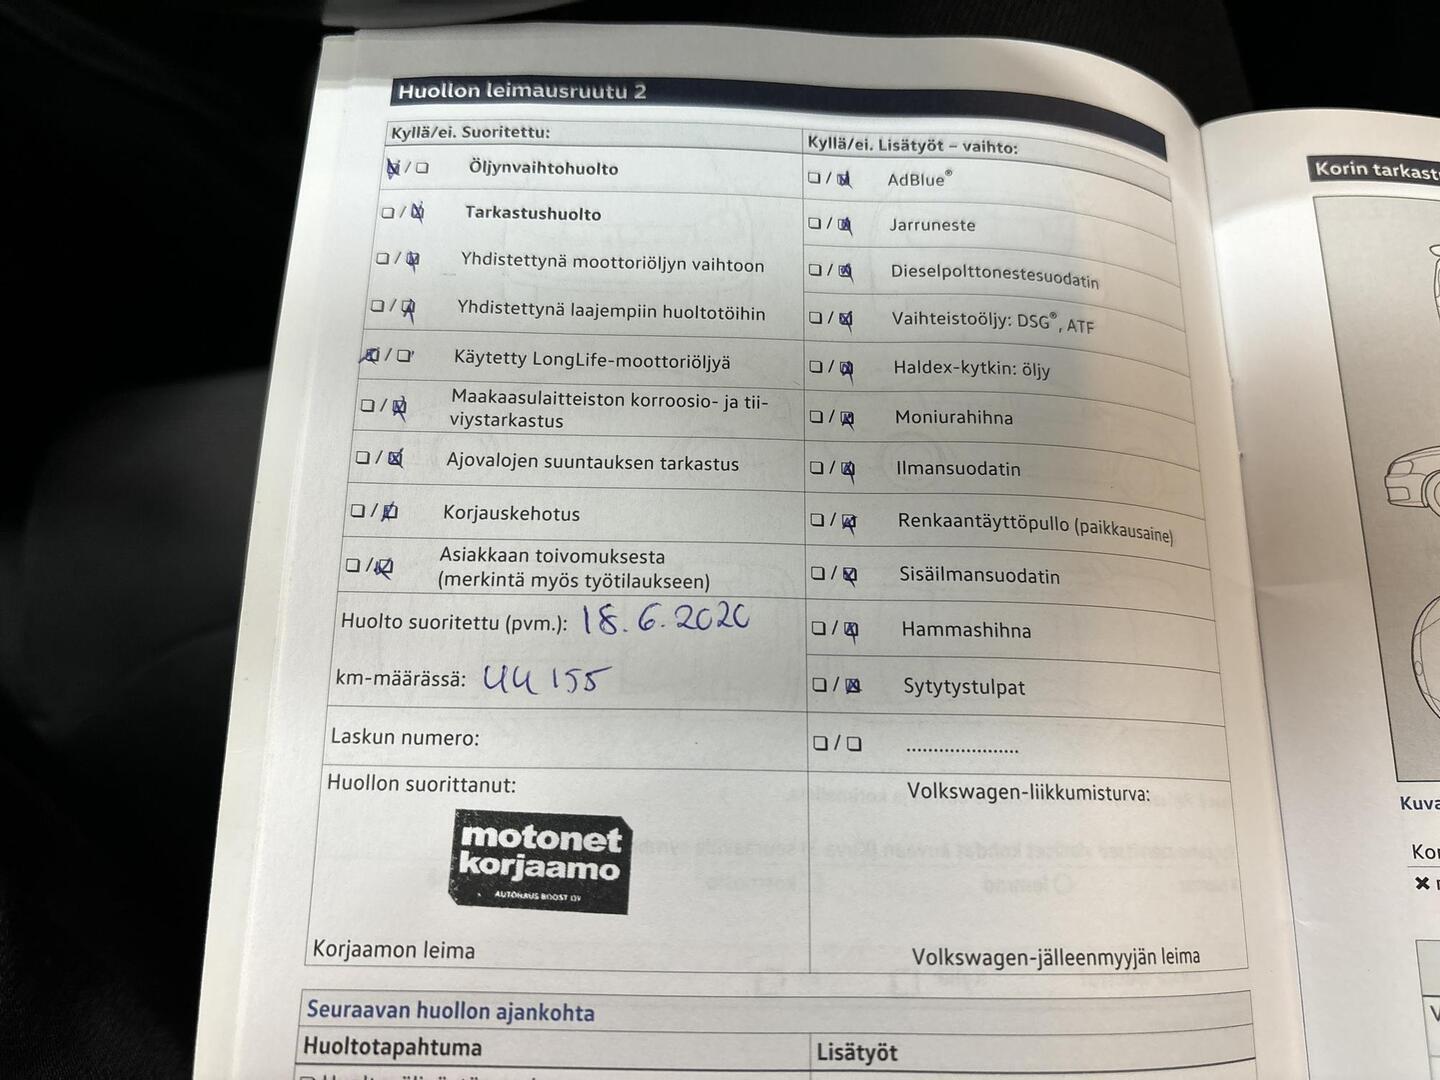 Huollon leimausruutu 2
Kyllä/ei. Suoritettu:
Öljynvaihtohuolto
Tarkastushuolto
Yhdistettynä moottoriöljyn vaihtoon
Yhdistettynä laajempiin huoltotöihin
Käytetty LongLife-moottoriöljyä
Maakaasulaitteiston korroosio- ja tii-
viystarkastus
Ajovalojen suuntauksen tarkastus
Korjauskehotus
Asiakkaan toivomuksesta
(merkintä myös työtilaukseen)
Huolto suoritettu (pvm.): 18.6.2020
km-määrässä: 44155
Laskun numero:
Huollon suorittanut:
motonet
korjaamo
AUTOHAUS BOOST OY
Korjaamon leima
Kyllä/ei. Lisätyöt – vaihto:
AdBlue®
Jarruneste
Dieselpolttonestesuodatin
Vaihteistoöljy: DSG®, ATF
Haldex-kytkin: öljy
Moniurahihna
Ilmansuodatin
Renkaantäyttöpullo (paikkausaine)
Sisäilmansuodatin
Hammashihna
Sytytystulpat
.....................
Volkswagen-liikkumisturva:
Volkswagen-jälleenmyyjän leima
Seuraavan huollon ajankohta
Huoltotapahtuma
Lisätyöt
Korin tarkast
Kuva